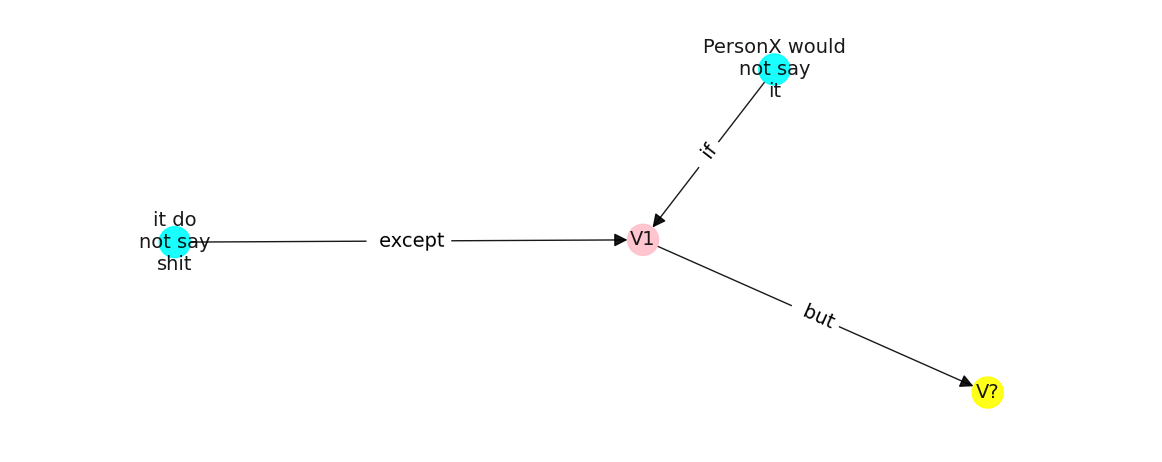 PersonX would
not say
it
if
it do
not say
shit
except
V1
but
V?